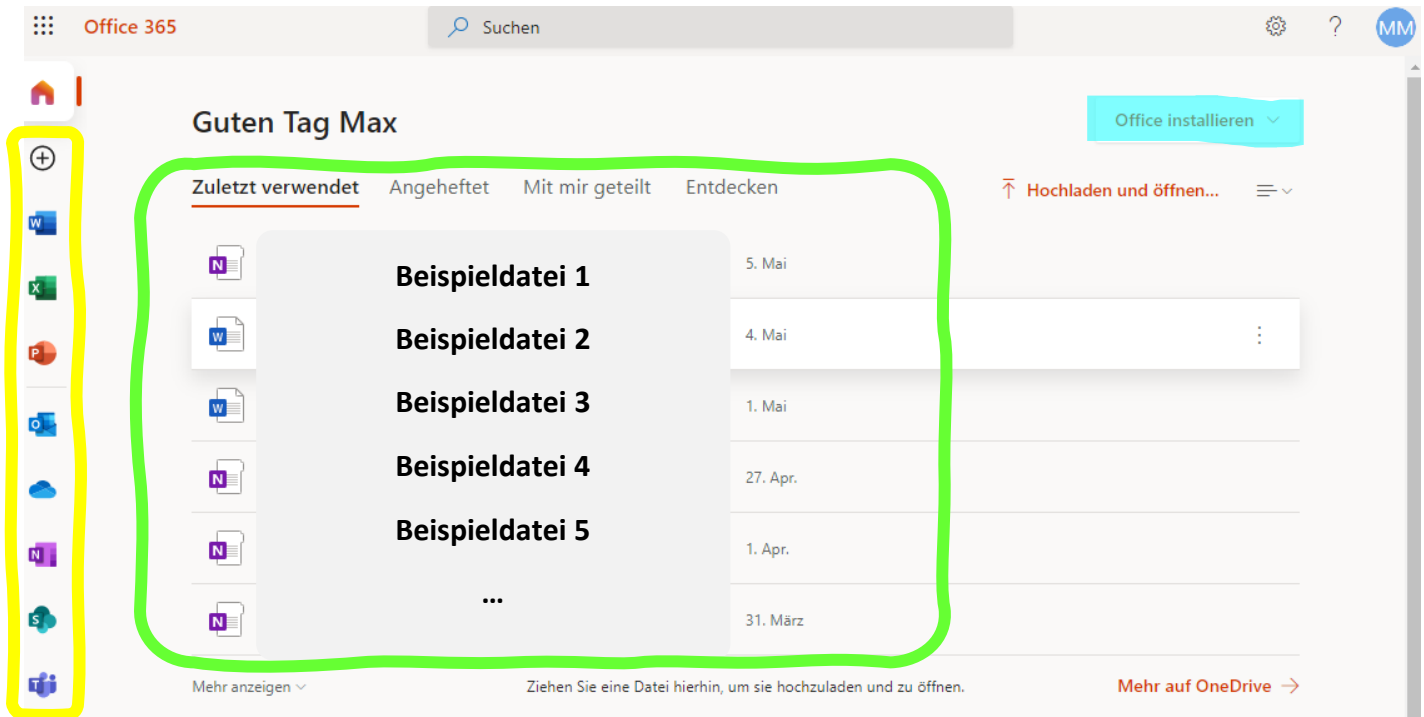 Office 365
Suchen
?
MM
Guten Tag Max
Office installieren
Zuletzt verwendet Angeheftet Mit mir geteilt Entdecken
Hochladen und öffnen...
N Beispieldatei 1 5. Mai
W Beispieldatei 2 4. Mai
W Beispieldatei 3 1. Mai
N Beispieldatei 4 27. Apr.
N Beispieldatei 5 1. Apr.
N ... 31. März
W
X
P
O
N
S
T
Mehr anzeigen
Ziehen Sie eine Datei hierhin, um sie hochzuladen und zu öffnen.
Mehr auf OneDrive →